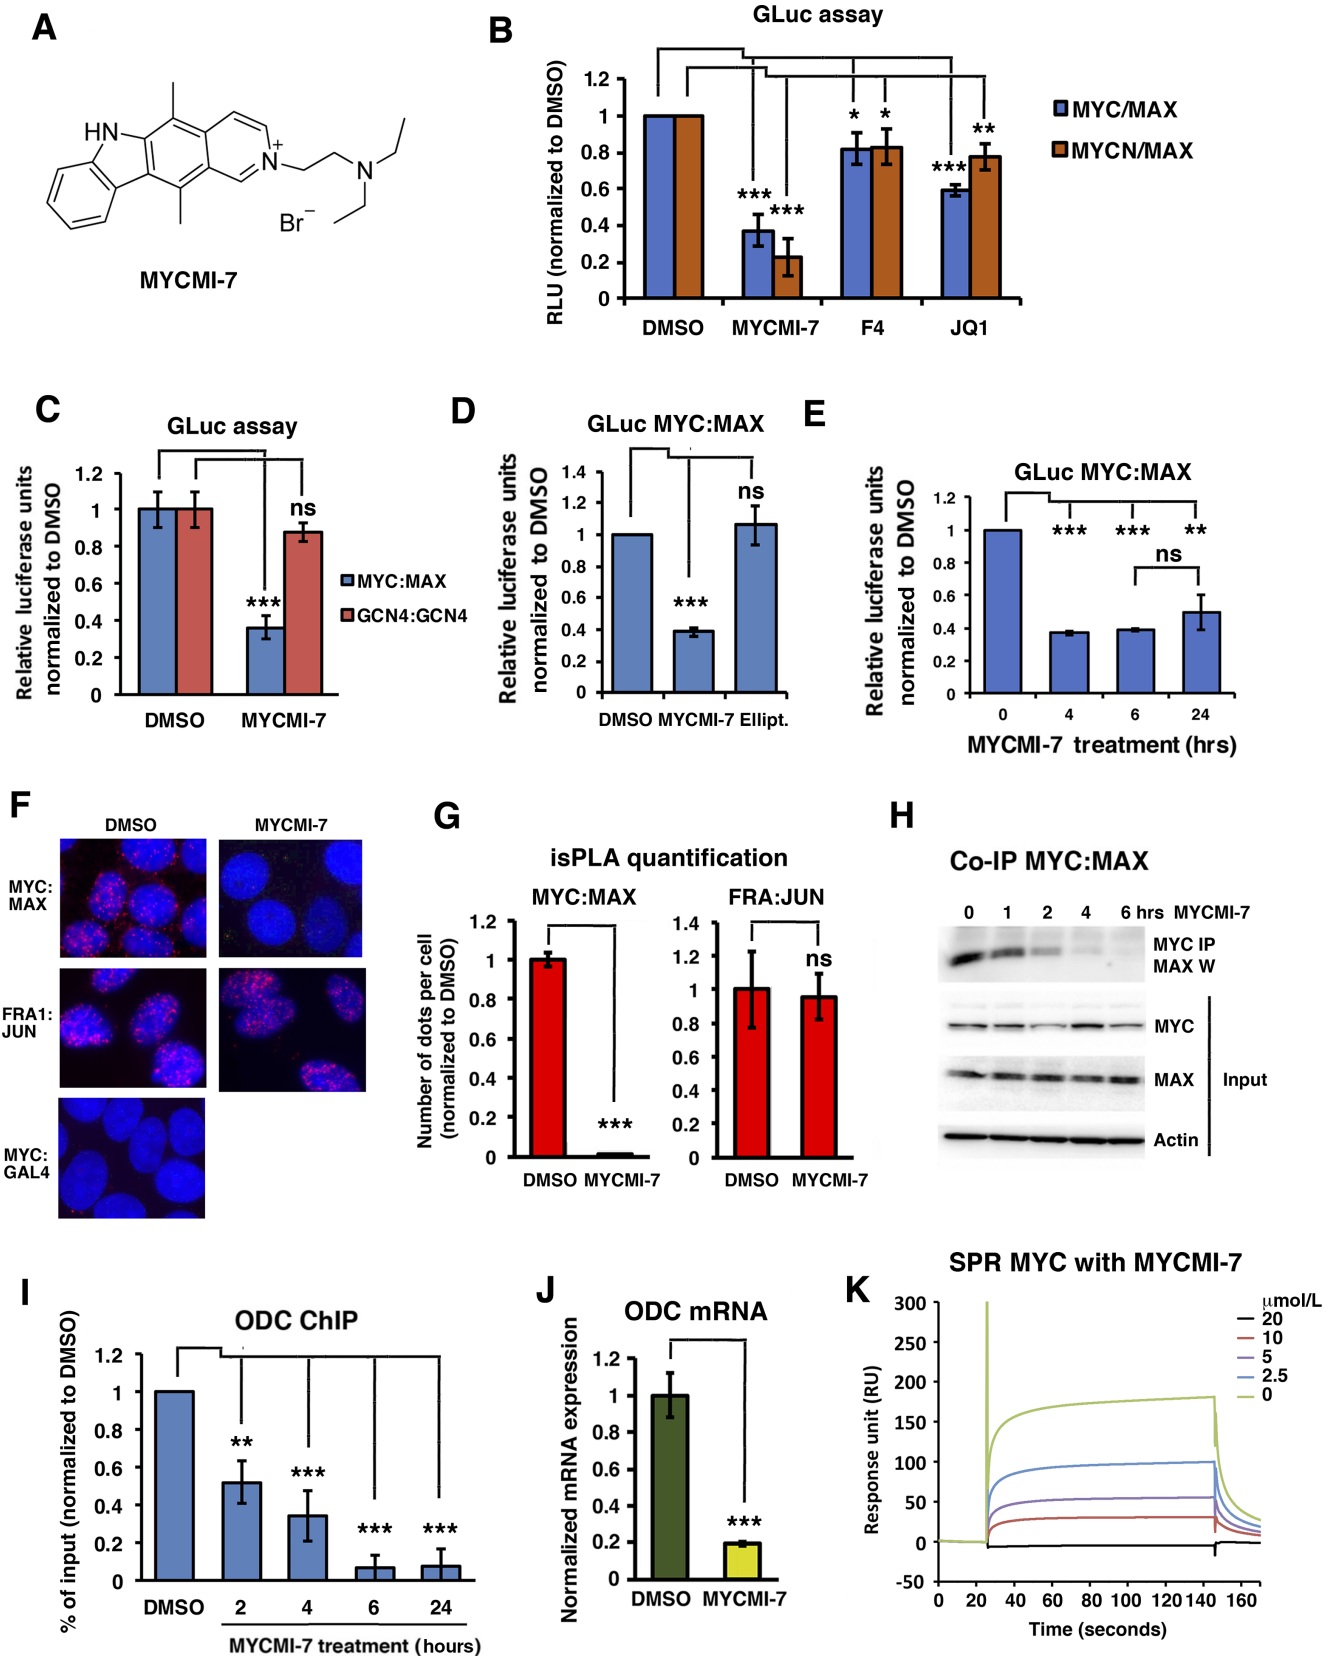 A
HN
N+
N
Br−
MYCMI-7
B
GLuc assay
RLU (normalized to DMSO)
1.2
1
0.8
0.6
0.4
0.2
0
*** *** * * *** **
DMSO MYCMI-7 F4 JQ1
MYC/MAX
MYCN/MAX
C
GLuc assay
Relative luciferase units
normalized to DMSO
1.2
1
0.8
0.6
0.4
0.2
0
*** ns
DMSO MYCMI-7
MYC:MAX
GCN4:GCN4
D
GLuc MYC:MAX
Relative luciferase units
normalized to DMSO
1.4
1.2
1
0.8
0.6
0.4
0.2
0
*** ns
DMSO MYCMI-7 Ellipt.
E
GLuc MYC:MAX
Relative luciferase units
normalized to DMSO
1.2
1
0.8
0.6
0.4
0.2
0
*** *** **
ns
0 4 6 24
MYCMI-7 treatment (hrs)
F
DMSO MYCMI-7
MYC:
MAX
FRA1:
JUN
MYC:
GAL4
G
isPLA quantification
MYC:MAX FRA:JUN
Number of dots per cell
(normalized to DMSO)
1.2
1
0.8
0.6
0.4
0.2
0
***
DMSO MYCMI-7
1.4
1.2
1
0.8
0.6
0.4
0.2
0
ns
DMSO MYCMI-7
H
Co-IP MYC:MAX
0 1 2 4 6 hrs MYCMI-7
MYC IP
MAX W
MYC
MAX
Actin
Input
I
ODC ChIP
% of input (normalized to DMSO)
1.2
1
0.8
0.6
0.4
0.2
0
** *** *** ***
DMSO 2 4 6 24
MYCMI-7 treatment (hours)
J
ODC mRNA
Normalized mRNA expression
1.2
1
0.8
0.6
0.4
0.2
0
***
DMSO MYCMI-7
SPR MYC with MYCMI-7
K
Response unit (RU)
300
250
200
150
100
50
0
-50
0 20 40 60 80 100 120 140 160
Time (seconds)
μmol/L
20
10
5
2.5
0